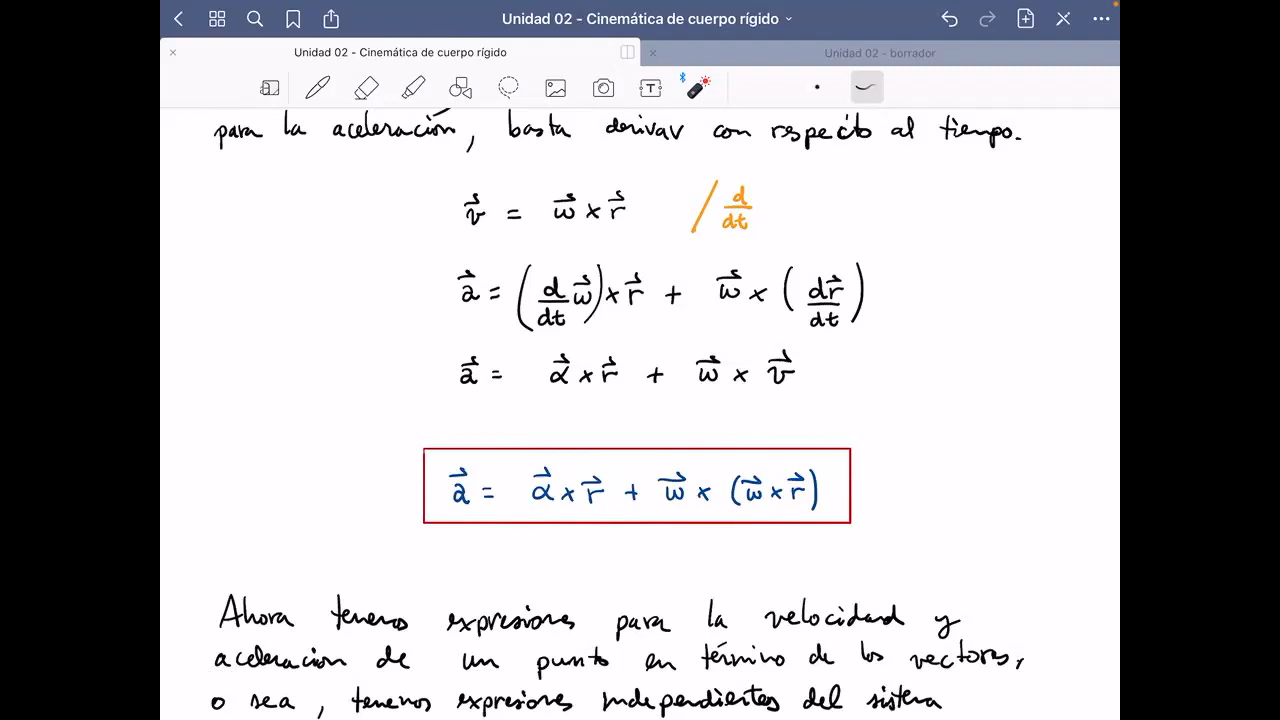 Unidad 02 - Cinemática de cuerpo rígido
Unidad 02 - Cinemática de cuerpo rígido
Unidad 02 - borrador
T
para la aceleración, basta derivar con respecto al tiempo.
v⃗ = w⃗ × r⃗ / d/dt
a⃗ = (d/dt w⃗) × r⃗ + w⃗ × (dr⃗/dt)
a⃗ = α⃗ × r⃗ + w⃗ × v⃗
a⃗ = α⃗ × r⃗ + w⃗ × (w⃗ × r⃗)
Ahora tenemos expresiones para la velocidad y
aceleracion de un punto en término de los vectores,
o sea, tenemos expresiones independientes del sistema